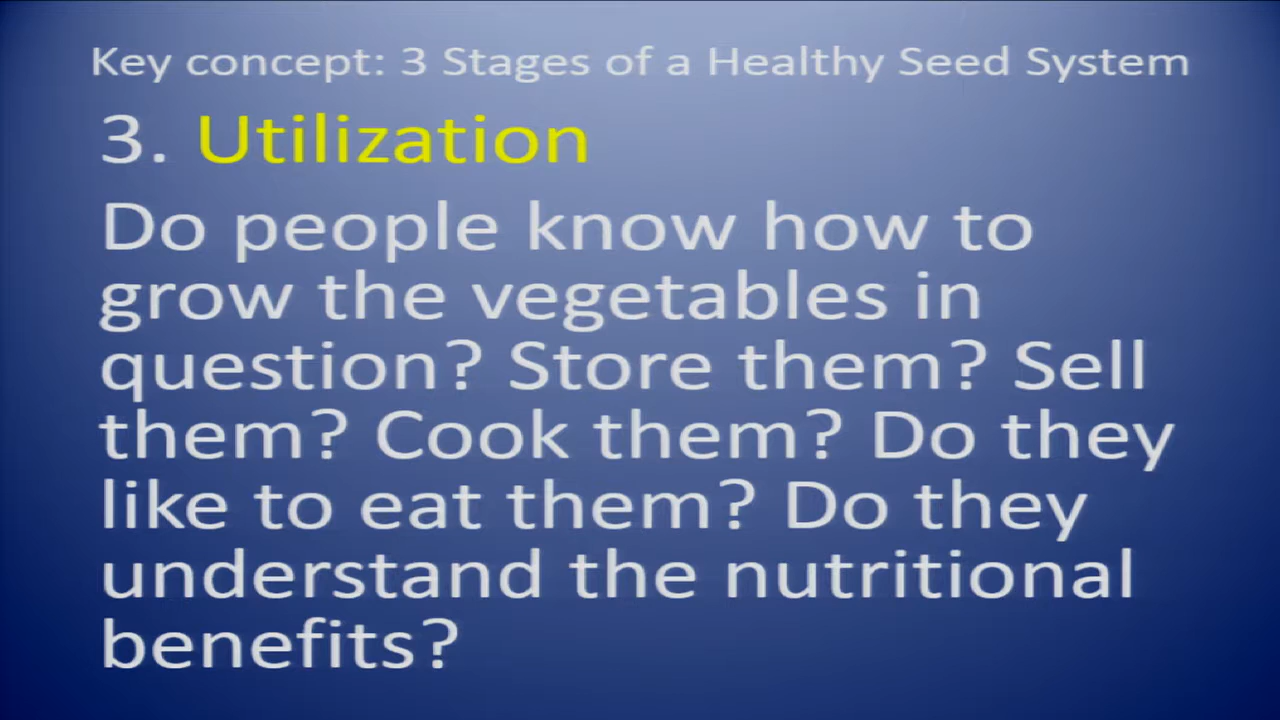 Key concept: 3 Stages of a Healthy Seed System
3. Utilization
Do people know how to
grow the vegetables in
question? Store them? Sell
them? Cook them? Do they
like to eat them? Do they
understand the nutritional
benefits?